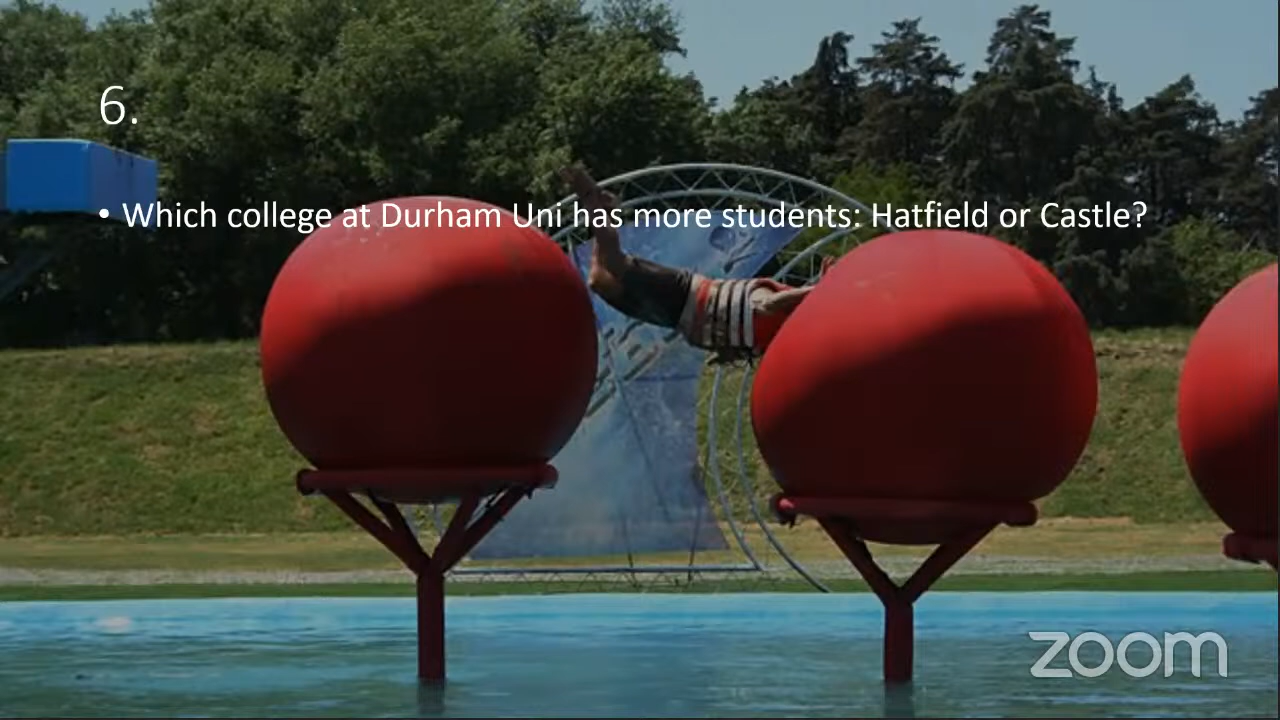 6.
• Which college at Durham Uni has more students: Hatfield or Castle?
zoom